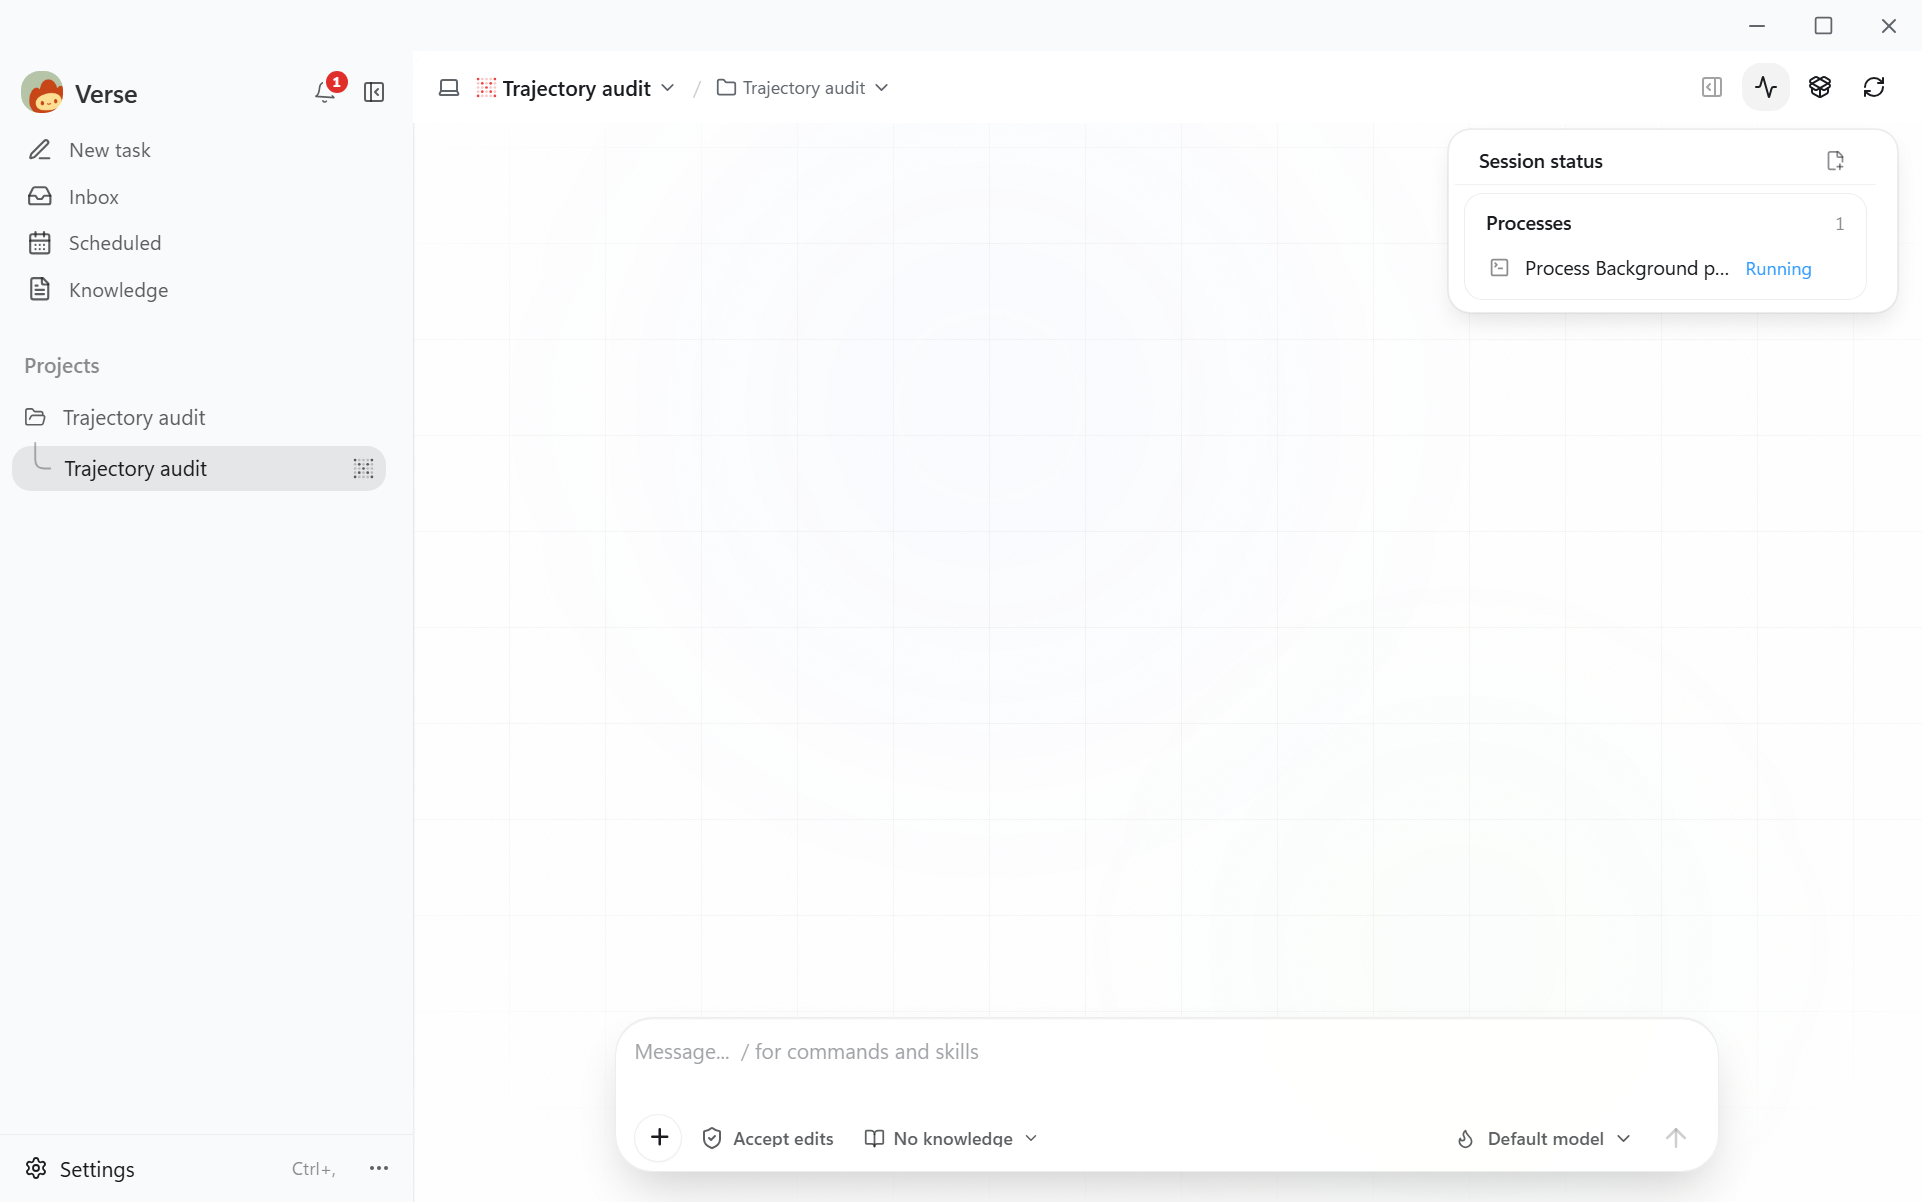 Verse
1
New task
Inbox
Scheduled
Knowledge
Projects
Trajectory audit
Trajectory audit
Settings
Ctrl+,
Trajectory audit / Trajectory audit
Session status
Processes 1
Process Background p... Running
Message... / for commands and skills
Accept edits
No knowledge
Default model